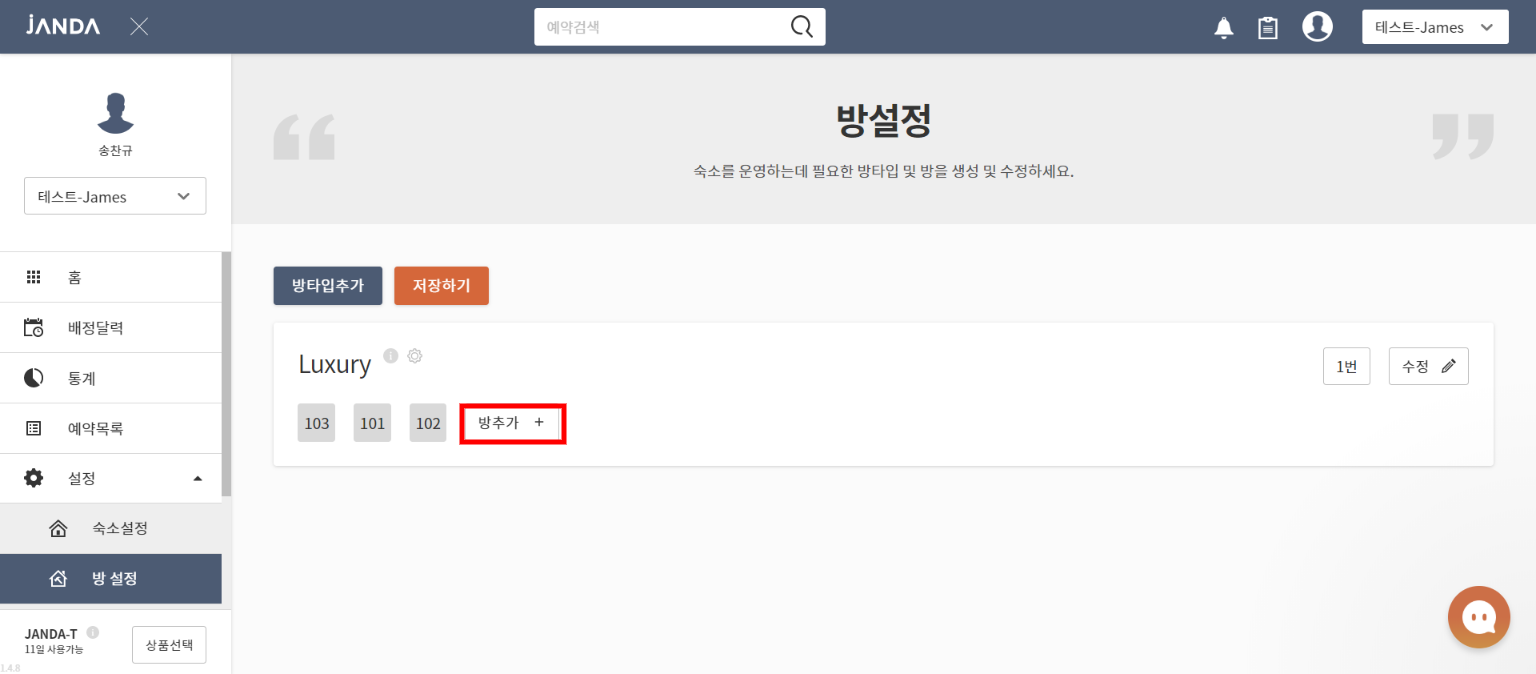 JANDA
예약검색
테스트-James
송찬규
테스트-James
홈
배정달력
통계
예약목록
설정
숙소설정
방 설정
JANDA-T
11일 사용가능
상품선택
1.4.8
방설정
숙소를 운영하는데 필요한 방타입 및 방을 생성 및 수정하세요.
방타입추가 저장하기
Luxury
1번 수정
103 101 102 방추가 +